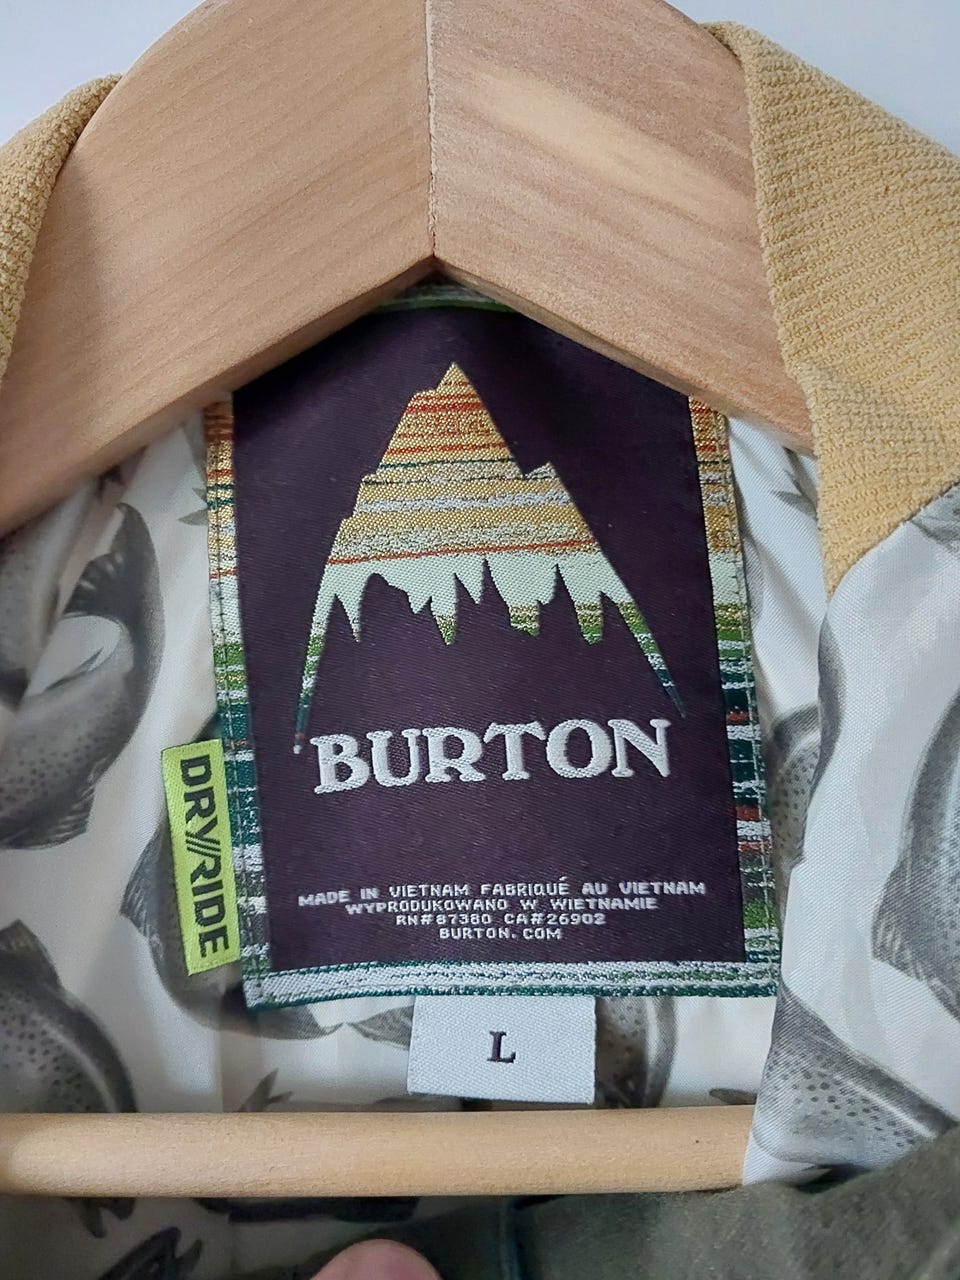 BURTON
DRY//RIDE
MADE IN VIETNAM FABRIQUÉ AU VIETNAM
WYPRODUKOWANO W WIETNAMIE
RN#87380 CA#26902
BURTON.COM
L